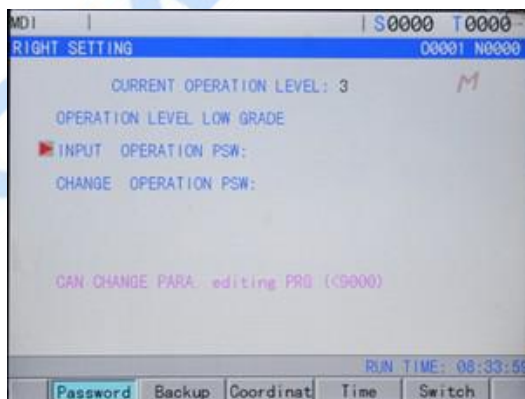 MDI S0000 T0000
RIGHT SETTING O0001 N0000
CURRENT OPERATION LEVEL: 3
M
OPERATION LEVEL LOW GRADE
INPUT OPERATION PSW:
CHANGE OPERATION PSW:
CAN CHANGE PARA. editing PRG (<9000)
RUN TIME: 08:33:59
Password Backup Coordinat Time Switch